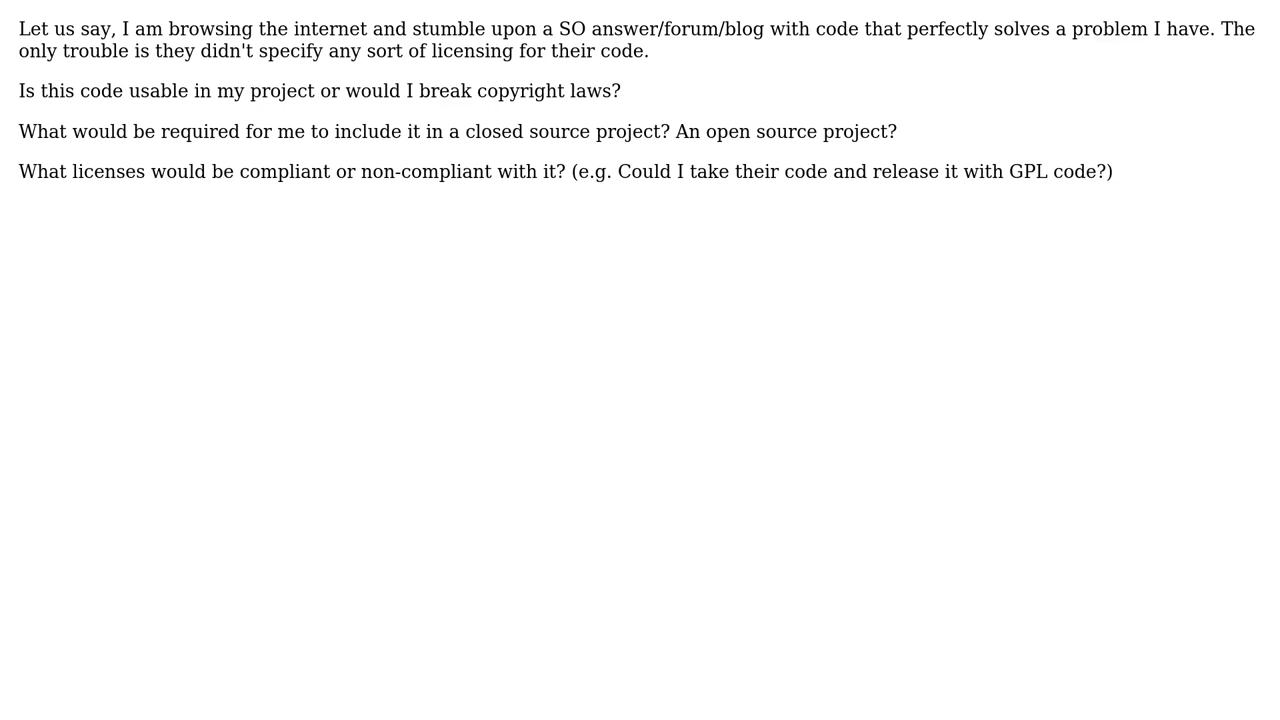 Let us say, I am browsing the internet and stumble upon a SO answer/forum/blog with code that perfectly solves a problem I have. The
only trouble is they didn't specify any sort of licensing for their code.
Is this code usable in my project or would I break copyright laws?
What would be required for me to include it in a closed source project? An open source project?
What licenses would be compliant or non-compliant with it? (e.g. Could I take their code and release it with GPL code?)